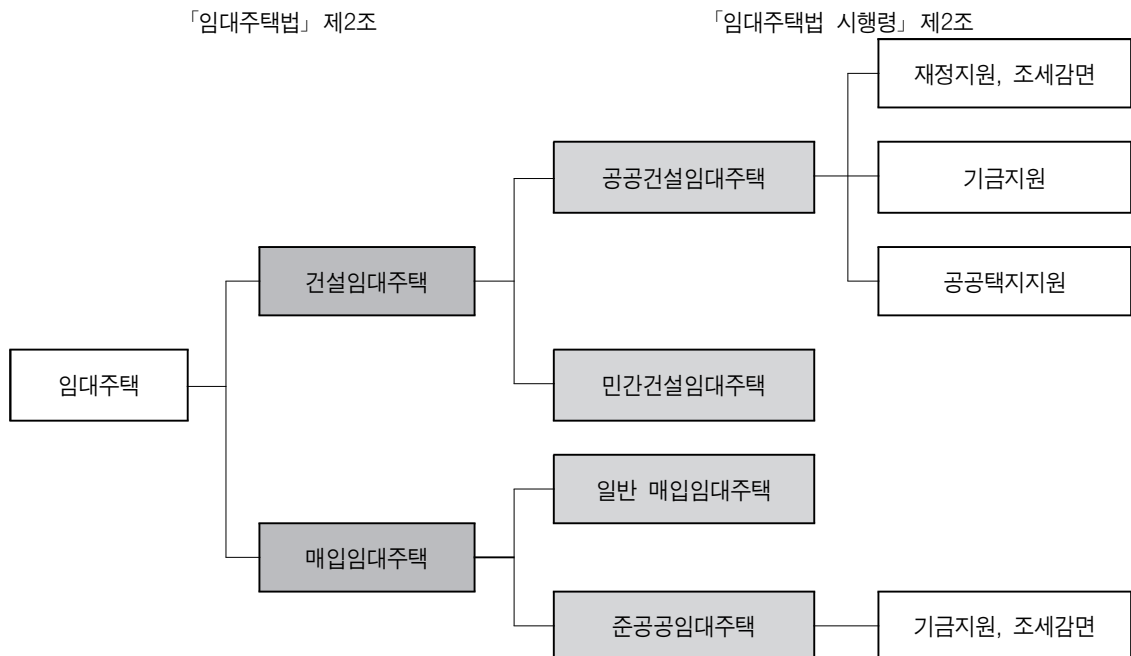 「임대주택법」 제2조
「임대주택법 시행령」 제2조
재정지원, 조세감면
공공건설임대주택
기금지원
건설임대주택
공공택지지원
임대주택
민간건설임대주택
일반 매입임대주택
매입임대주택
준공공임대주택
기금지원, 조세감면